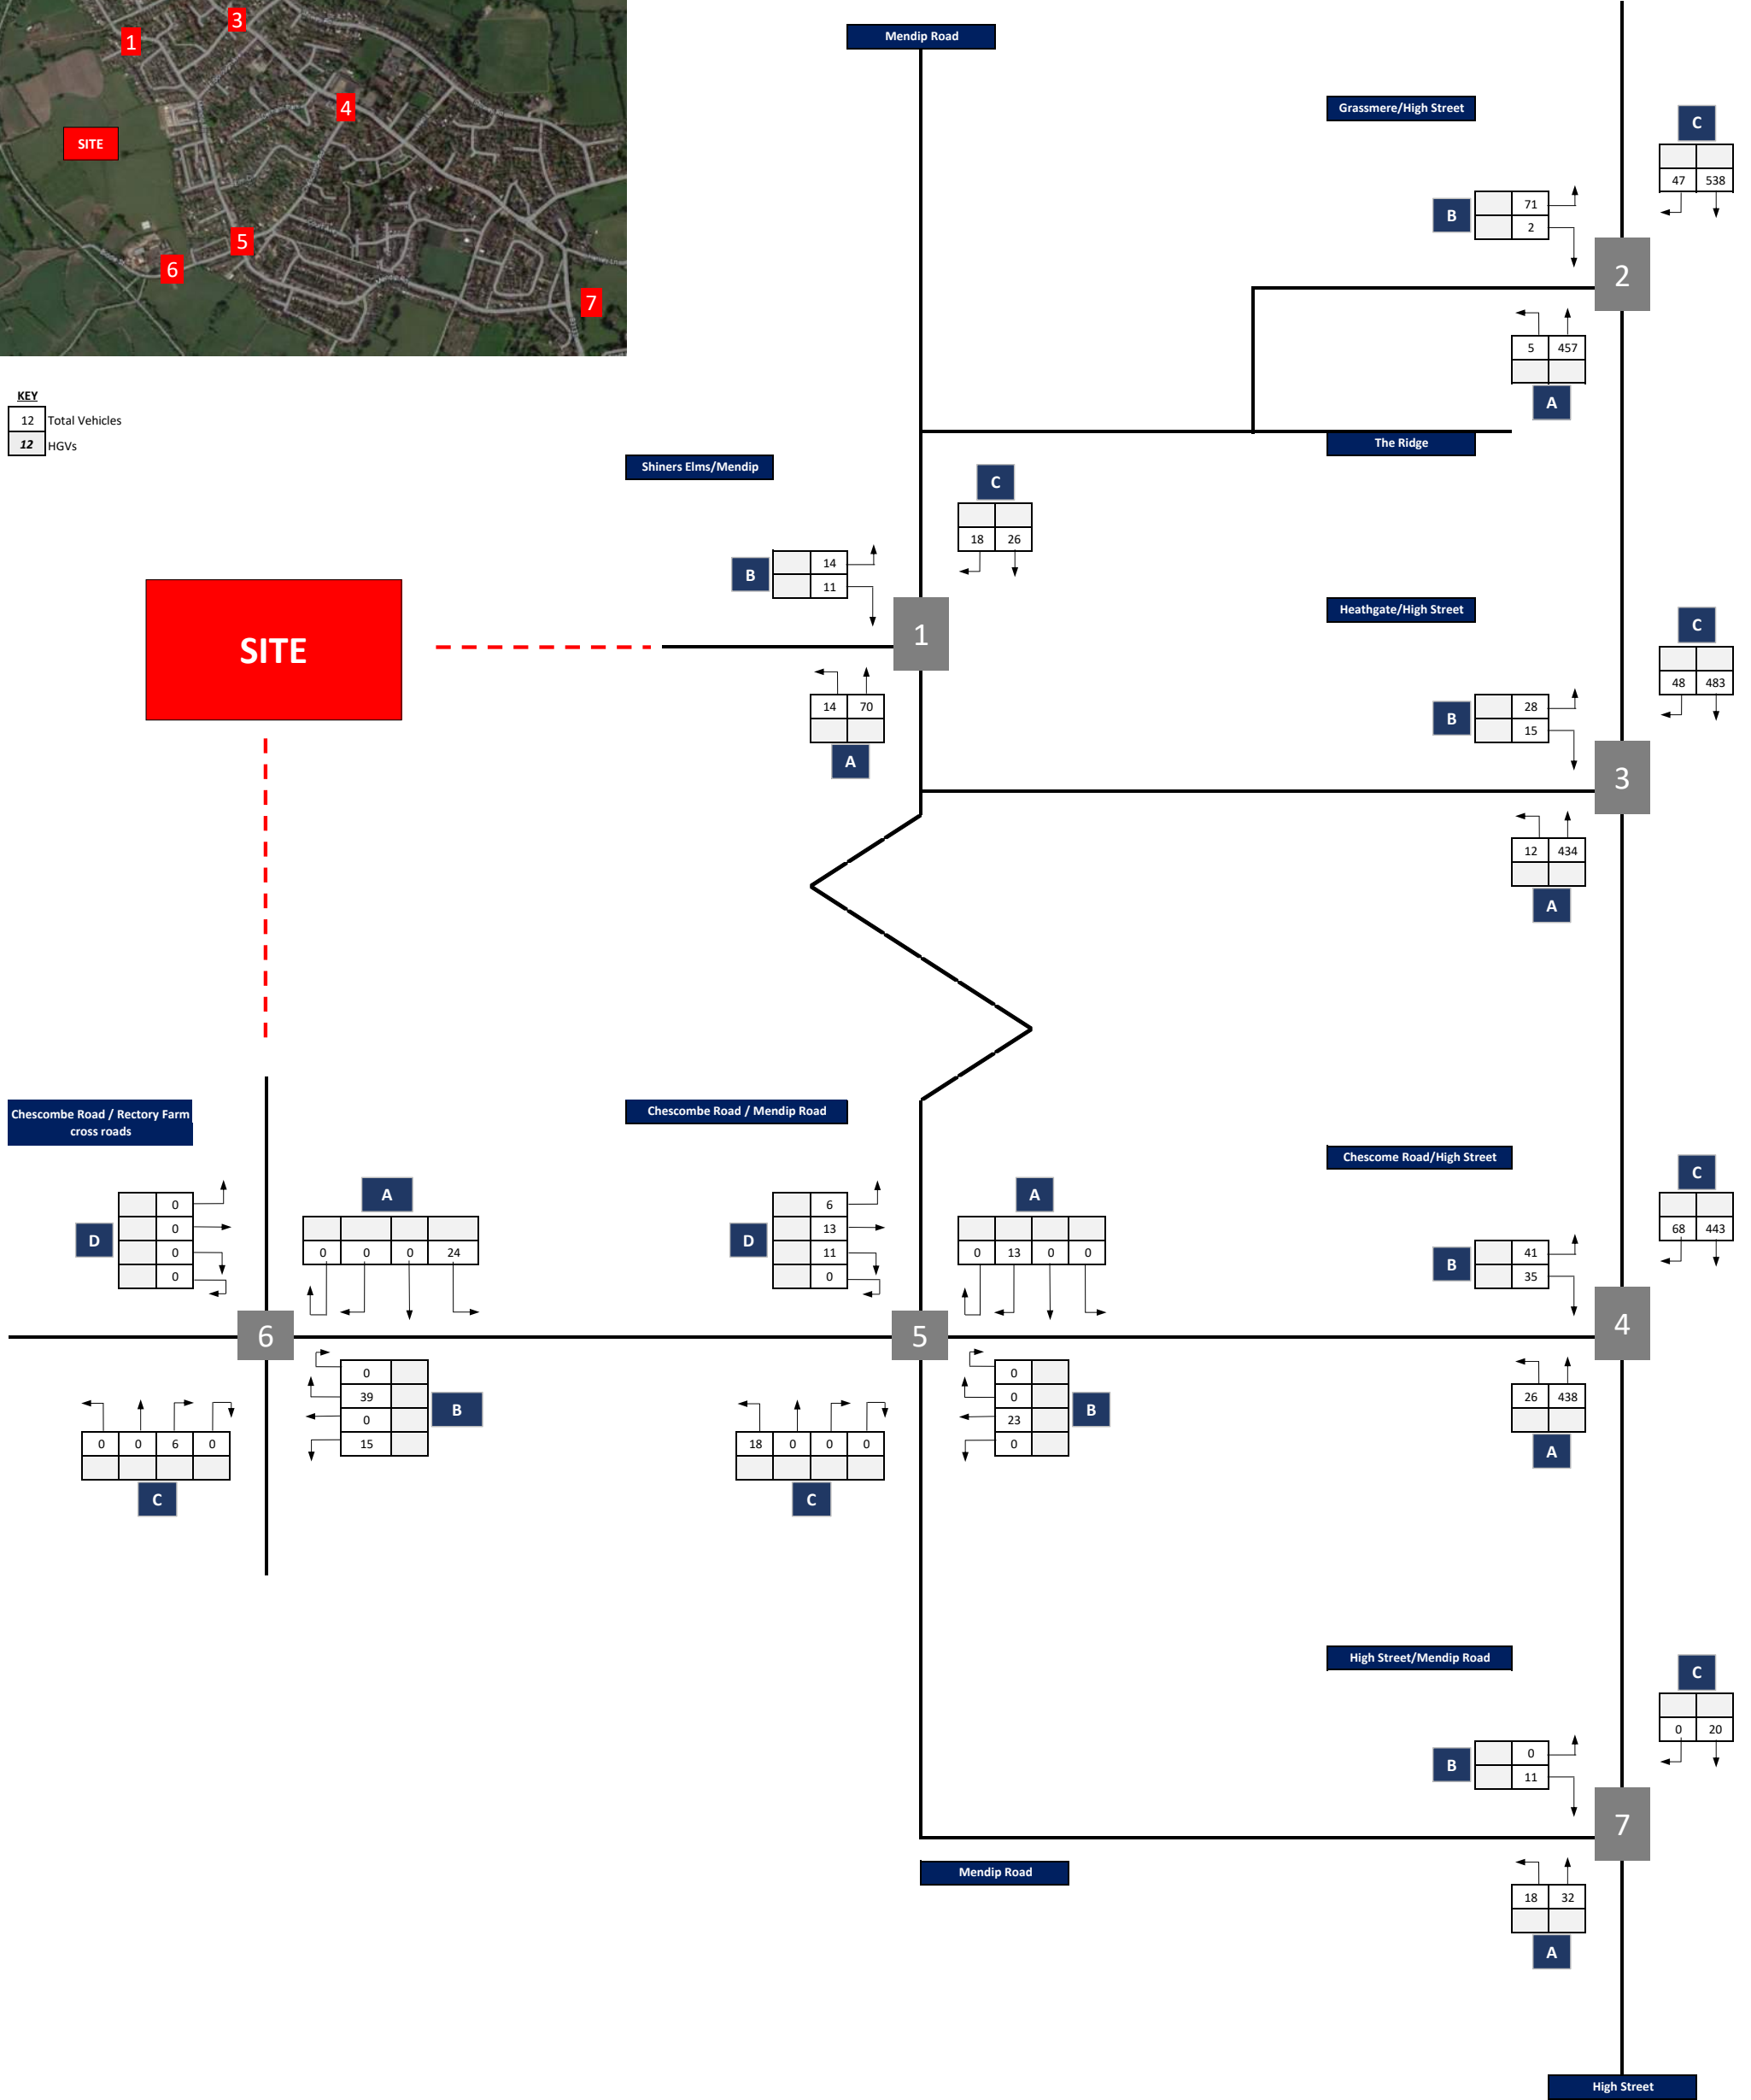 3
1
4
SITE
5
6
7
KEY
12 Total Vehicles
12 HGVs
Mendip Road
Grassmere/High Street
C
47 538
B
71
2
2
5 457
A
The Ridge
Shiners Elms/Mendip
C
18 26
B
14
11
1
14 70
A
SITE
Heathgate/High Street
C
48 483
B
28
15
3
12 434
A
Chescombe Road / Rectory Farm
cross roads
D
0
0
0
0
A
0 0 0 24
6
0
39
0
15
B
0 0 6 0
C
Chescombe Road / Mendip Road
D
6
13
11
0
A
0 13 0 0
5
0
0
23
0
B
18 0 0 0
C
Chescome Road/High Street
C
68 443
B
41
35
4
26 438
A
High Street/Mendip Road
C
0 20
B
0
11
7
Mendip Road
18 32
A
High Street